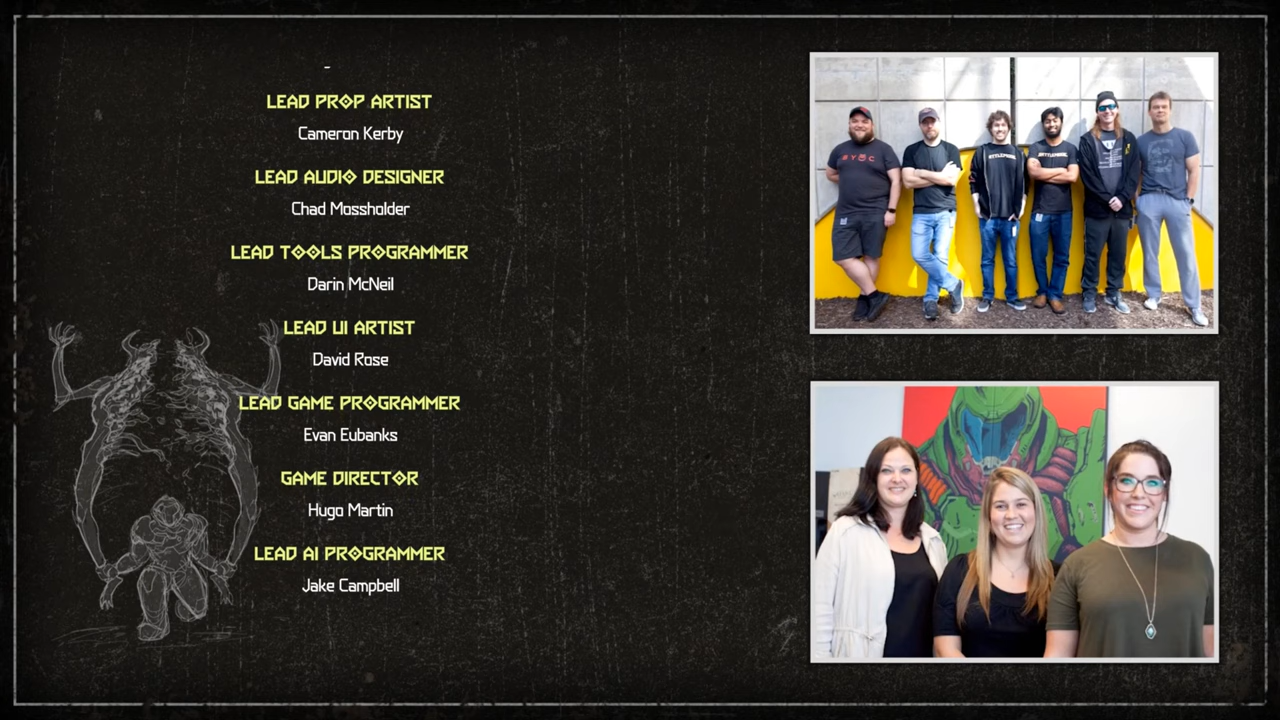 -
LEAD PROP ARTIST
Cameron Kerby
LEAD AUDIO DESIGNER
Chad Mossholder
LEAD TOOLS PROGRAMMER
Darin McNeil
LEAD UI ARTIST
David Rose
LEAD GAME PROGRAMMER
Evan Eubanks
GAME DIRECTOR
Hugo Martin
LEAD AI PROGRAMMER
Jake Campbell